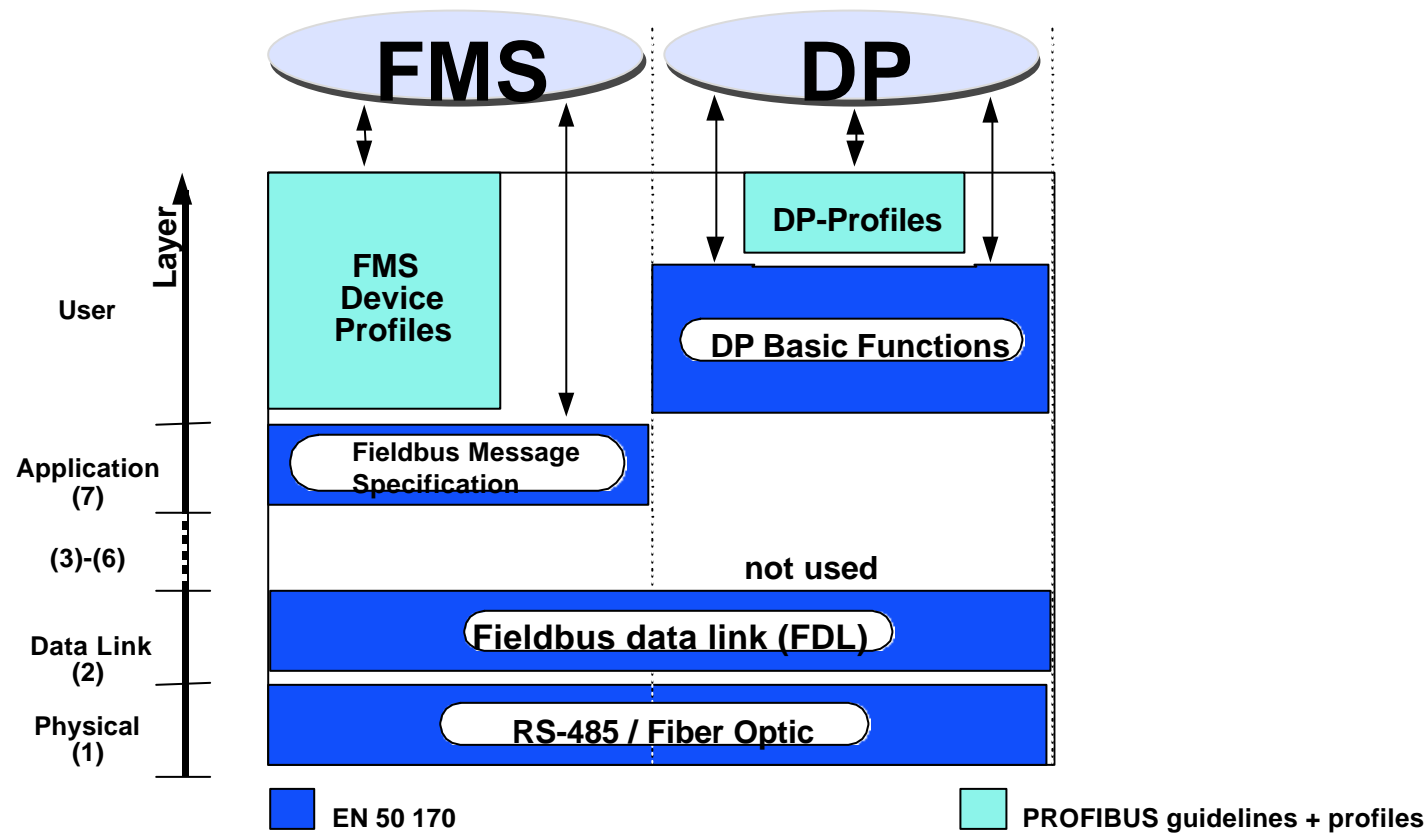 FMS
DP
Layer
DP-Profiles
FMS
Device
Profiles
User
DP Basic Functions
Fieldbus Message
Specification
Application
(7)
(3)-(6)
not used
Fieldbus data link (FDL)
Data Link
(2)
RS-485 / Fiber Optic
Physical
(1)
EN 50 170
PROFIBUS guidelines + profiles